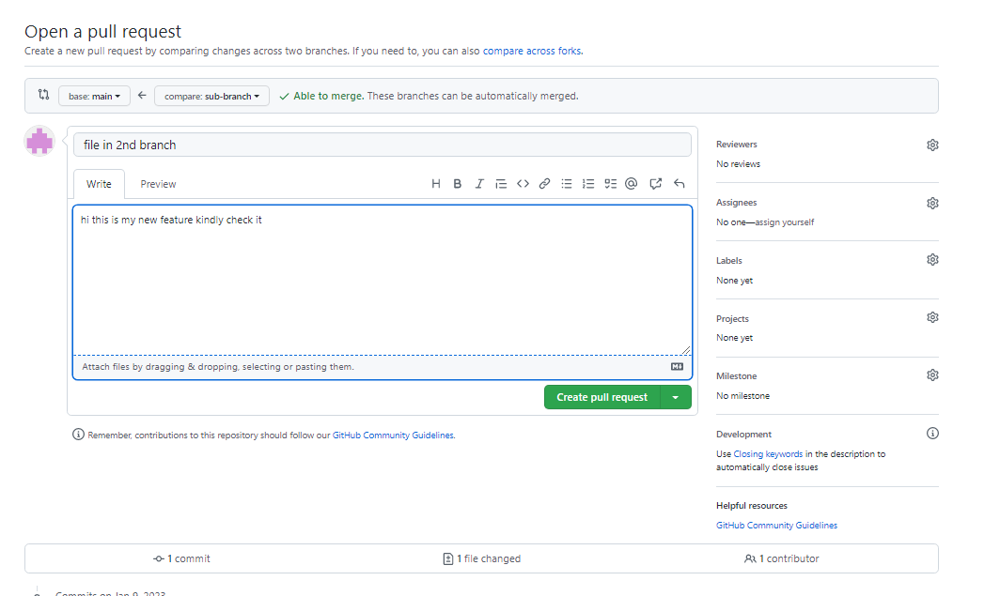 Open a pull request
Create a new pull request by comparing changes across two branches. If you need to, you can also compare across forks.
base: main
compare: sub-branch
Able to merge. These branches can be automatically merged.
file in 2nd branch
Write
Preview
hi this is my new feature kindly check it
Attach files by dragging & dropping, selecting or pasting them.
Create pull request
Remember, contributions to this repository should follow our GitHub Community Guidelines.
Reviewers
No reviews
Assignees
No one—assign yourself
Labels
None yet
Projects
None yet
Milestone
No milestone
Development
Use Closing keywords in the description to
automatically close issues
Helpful resources
GitHub Community Guidelines
1 commit
1 file changed
1 contributor
Commits on Jan 9, 2023